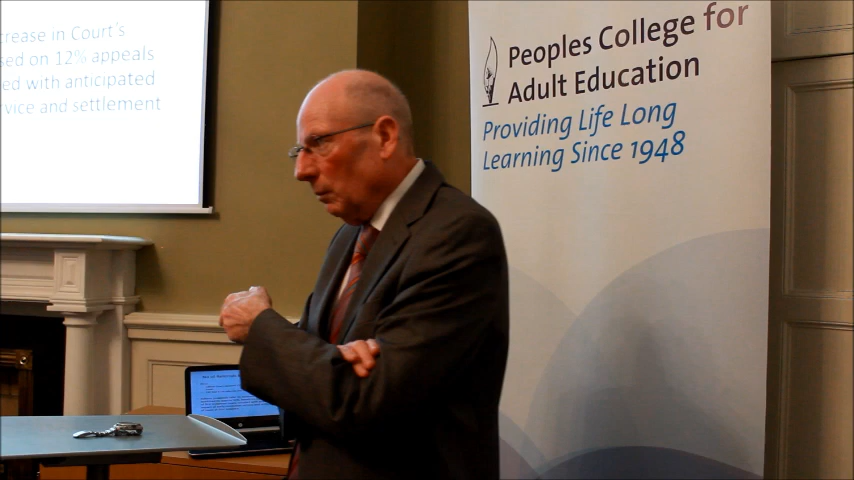 crease in Court's
sed on 12% appeals
ed with anticipated
rvice and settlement
Peoples College for
Adult Education
Providing Life Long
Learning Since 1948